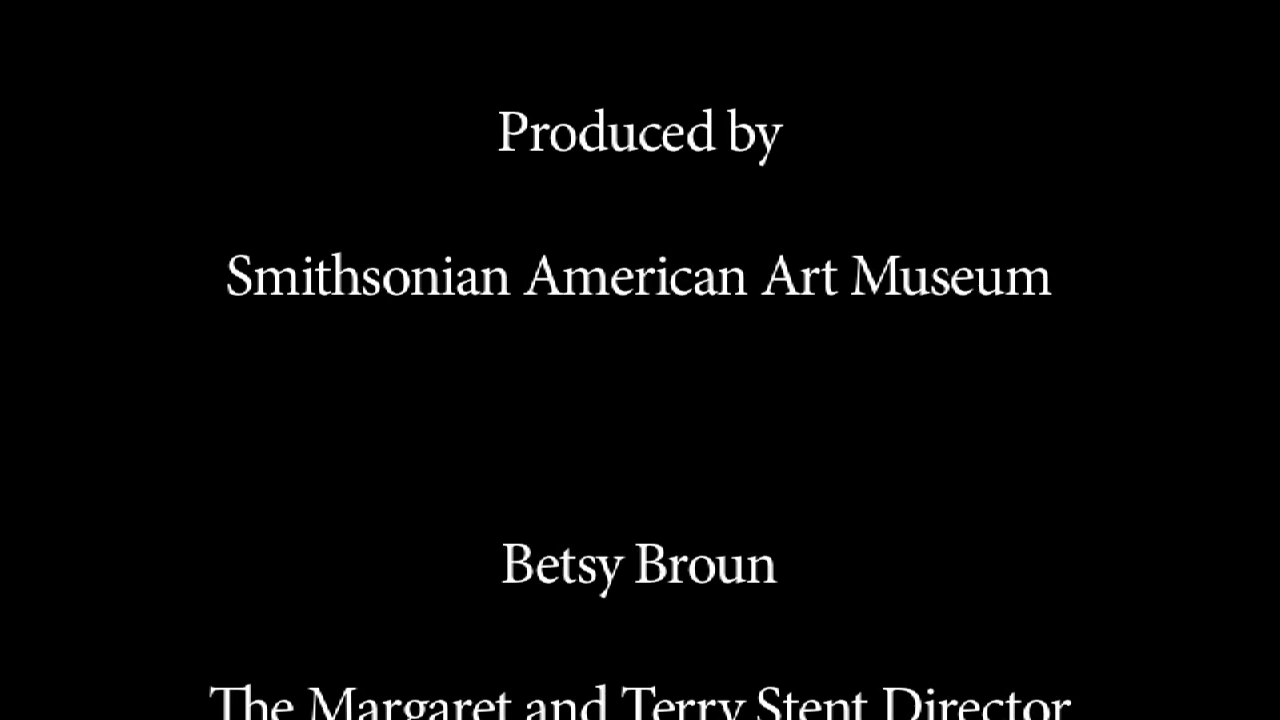 Produced by
Smithsonian American Art Museum
Betsy Broun
The Margaret and Terry Stent Director